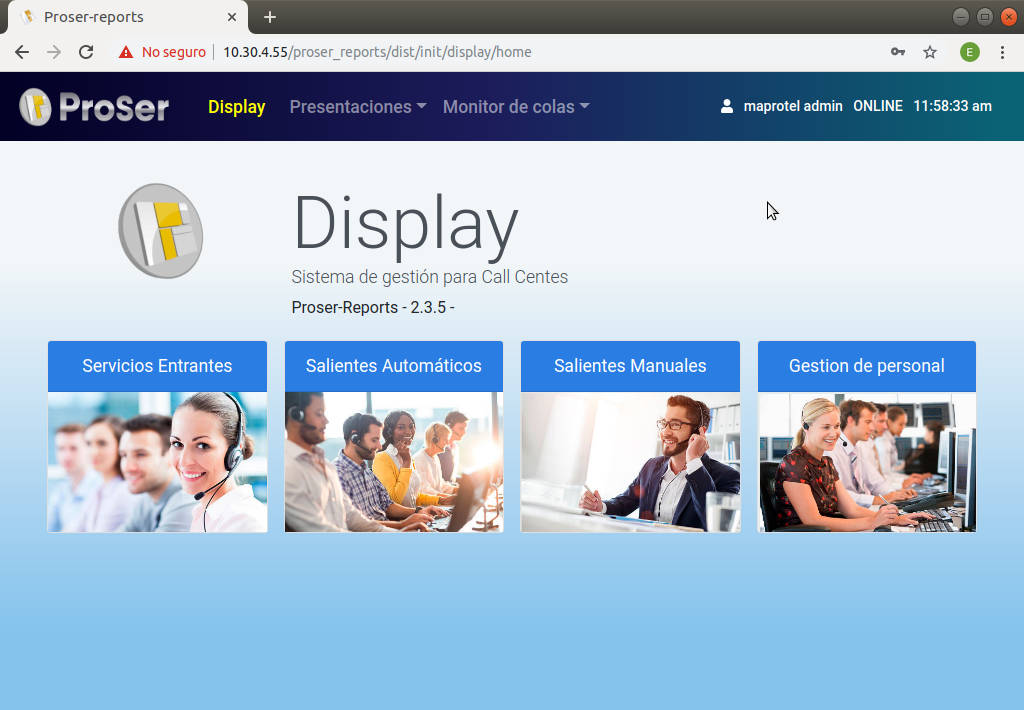 Proser-reports
No seguro 10.30.4.55/proser_reports/dist/init/display/home E
ProSer Display Presentaciones Monitor de colas maprotel admin ONLINE 11:58:33 am
Display
Sistema de gestión para Call Centes
Proser-Reports - 2.3.5 -
Servicios Entrantes Salientes Automáticos Salientes Manuales Gestion de personal